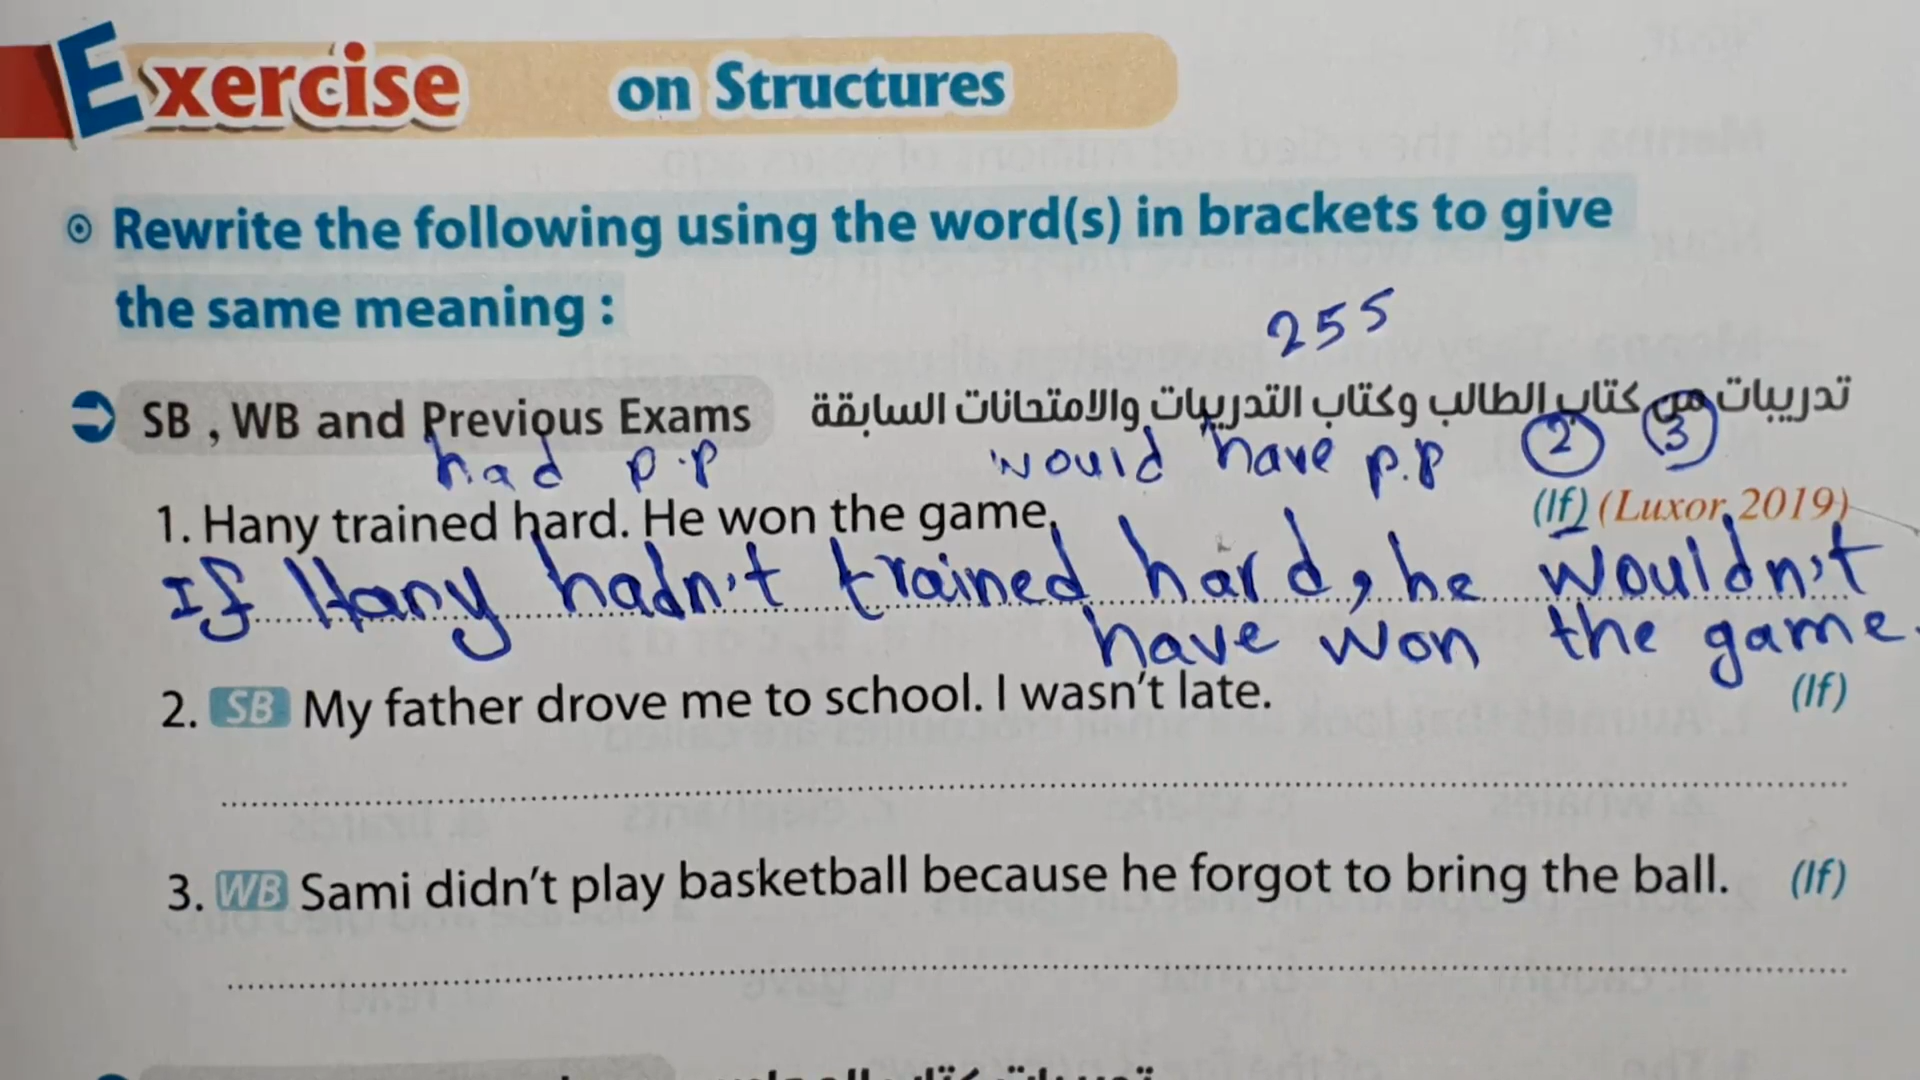 Exercise on Structures
Rewrite the following using the word(s) in brackets to give
the same meaning :
255
SB , WB and Previous Exams تدريبات من كتاب الطالب وكتاب التدريبات والامتحانات السابقة
had p.p would have p.p 2 3
1. Hany trained hard. He won the game. (If) (Luxor 2019)
If Hany hadn't trained hard, he wouldn't
have won the game.
2. SB My father drove me to school. I wasn't late. (If)
3. WB Sami didn't play basketball because he forgot to bring the ball. (If)